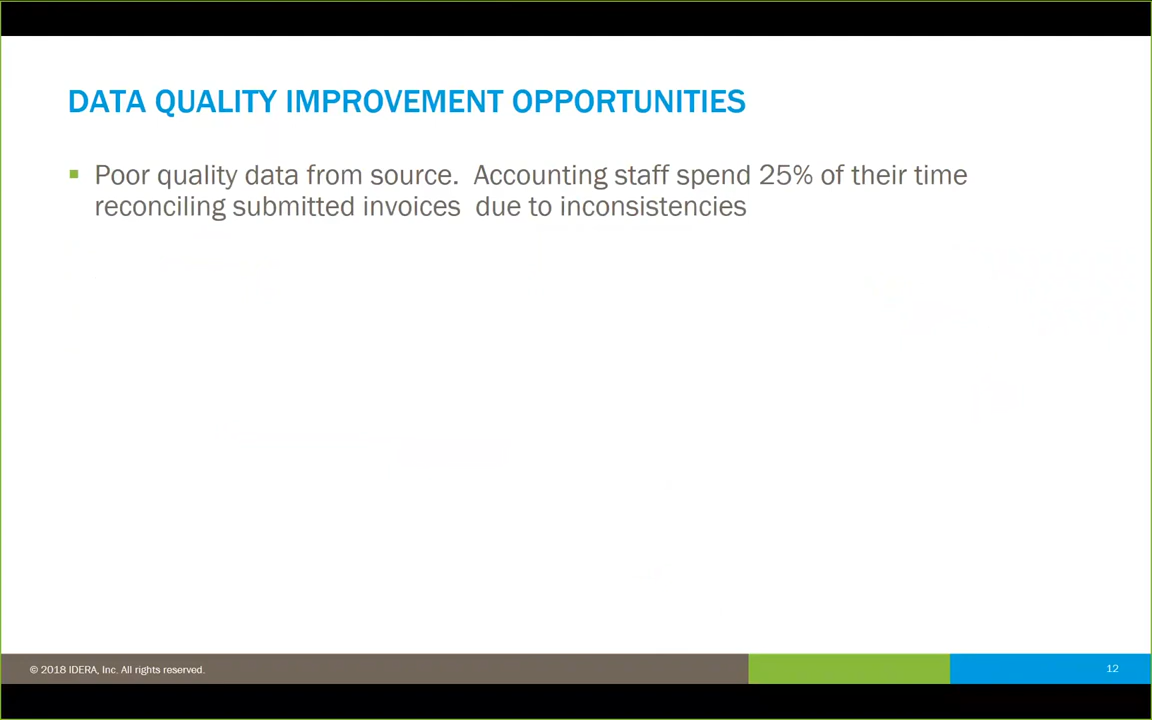 DATA QUALITY IMPROVEMENT OPPORTUNITIES
▪ Poor quality data from source.  Accounting staff spend 25% of their time
reconciling submitted invoices  due to inconsistencies
© 2018 IDERA, Inc. All rights reserved.
12